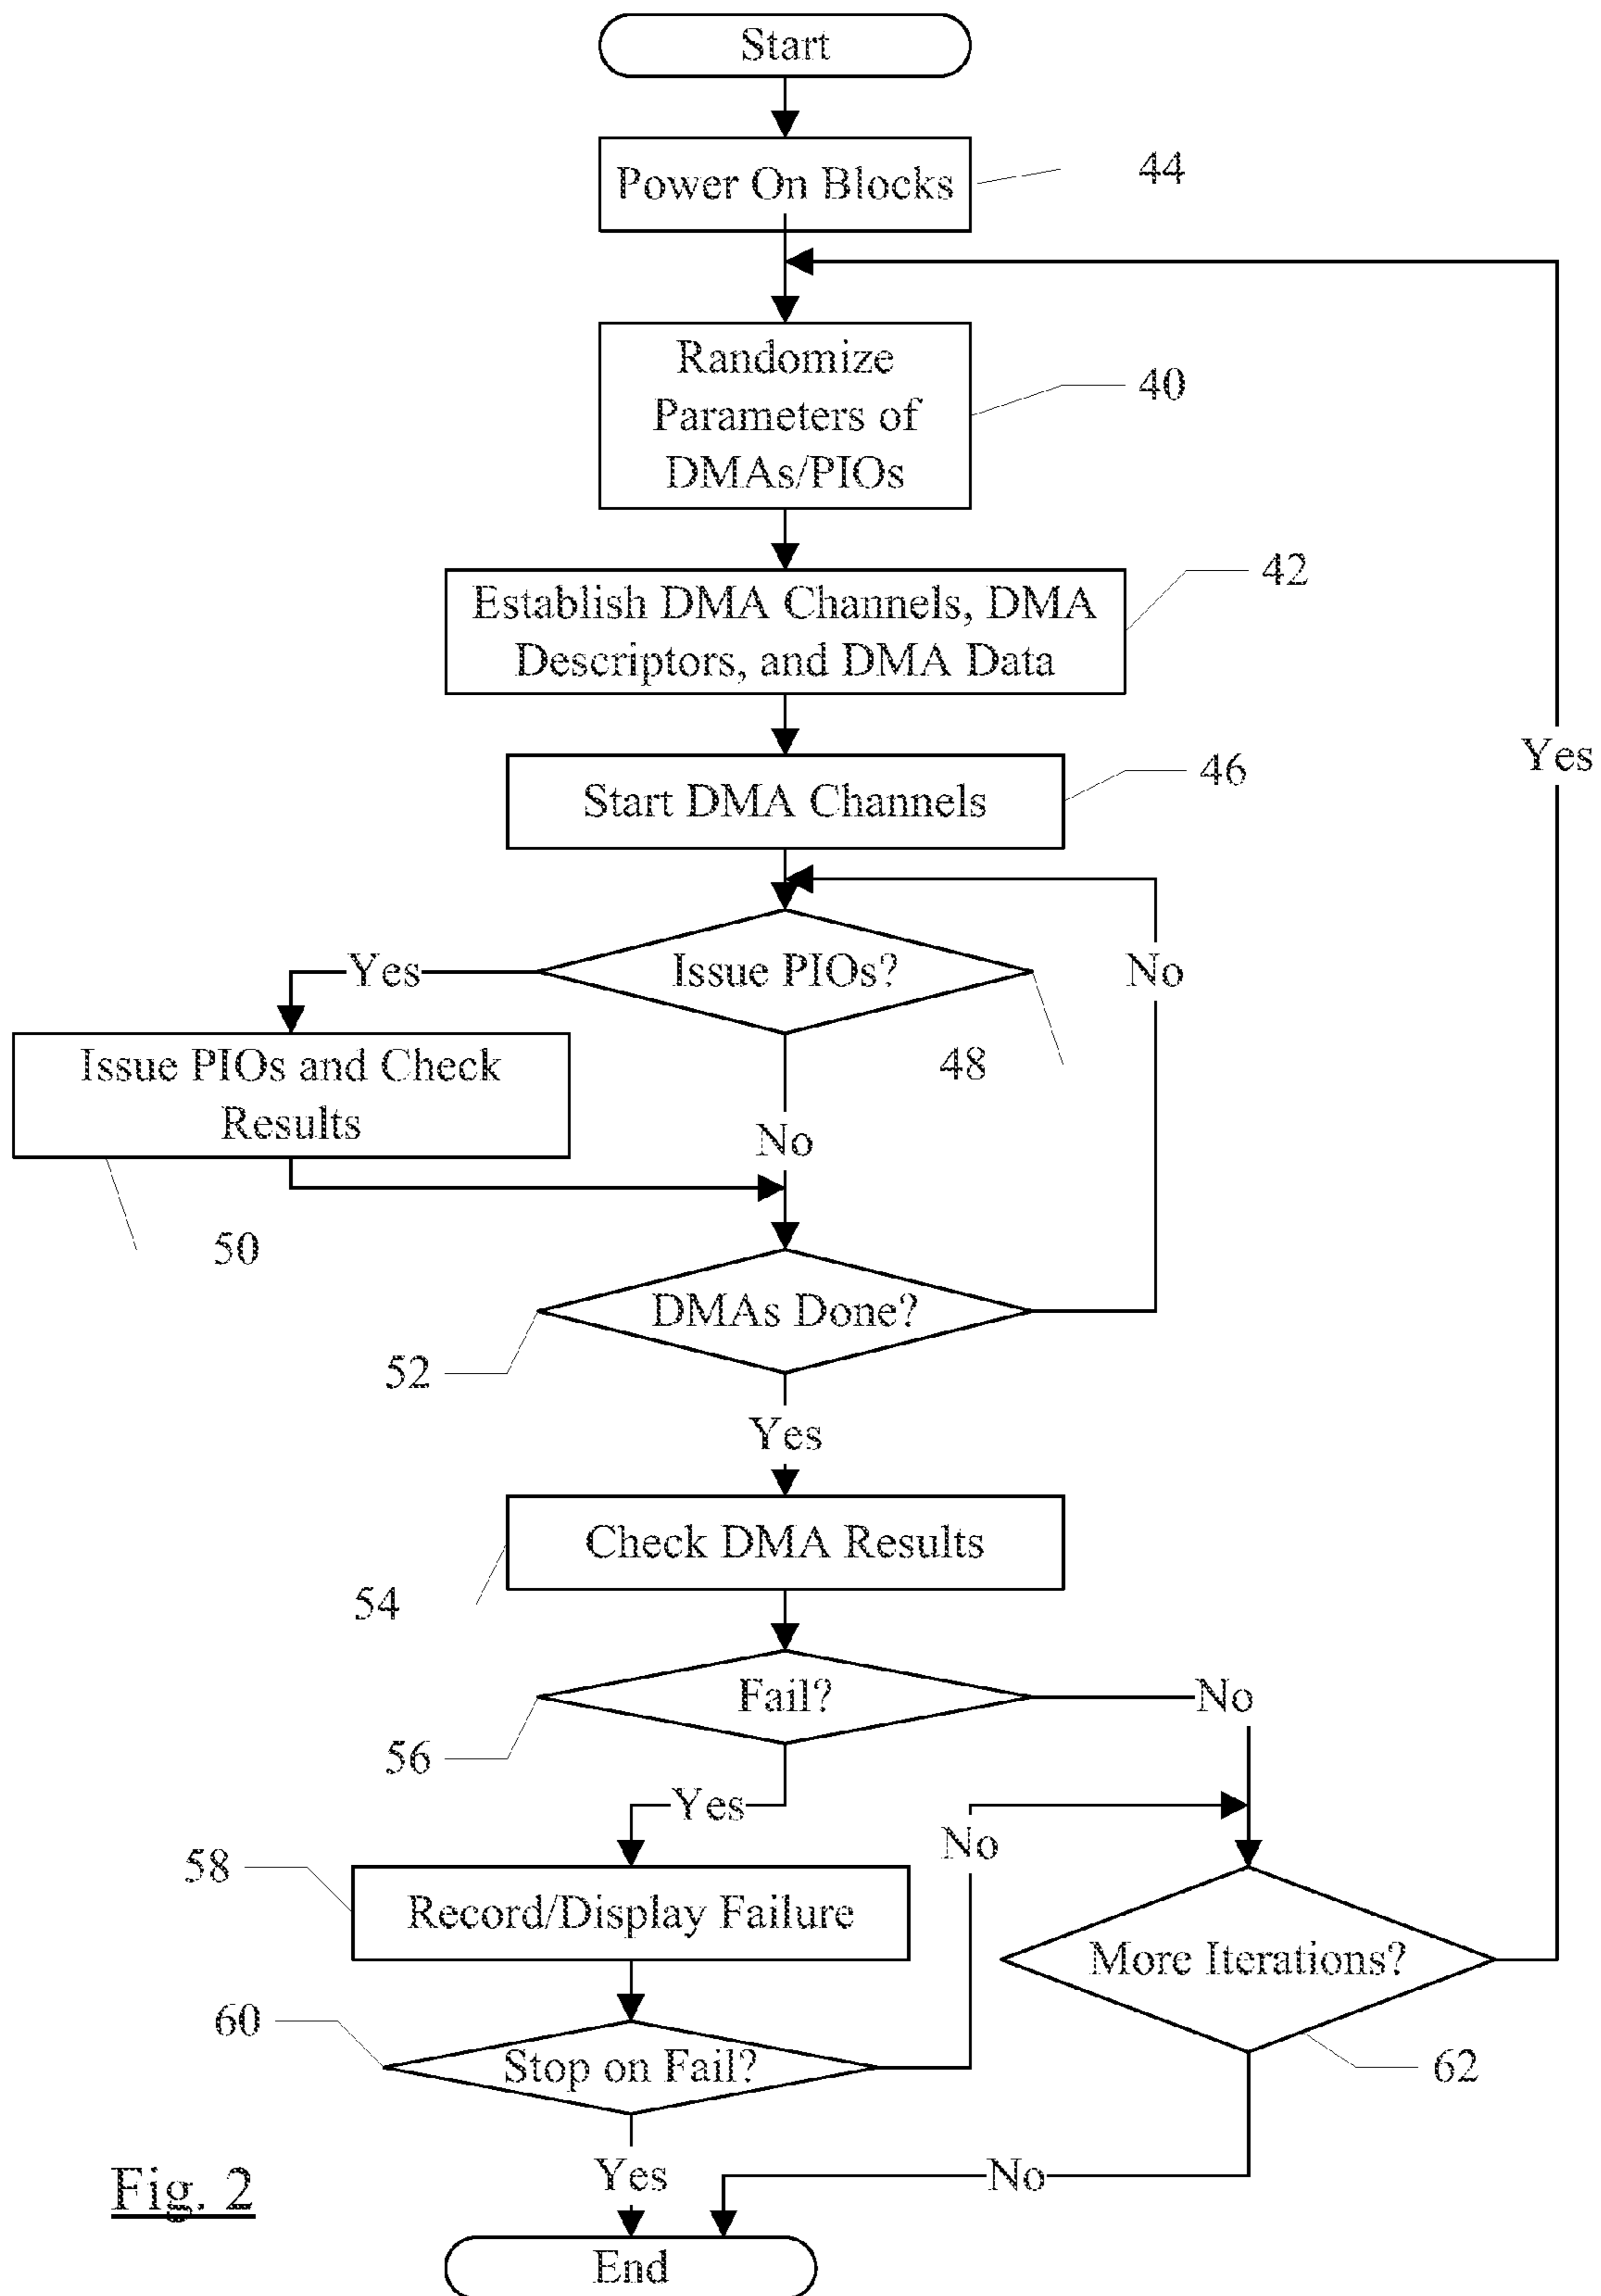 Start
Power On Blocks
44
Randomize
Parameters of
DMAs/PIOs
40
Establish DMA Channels, DMA
Descriptors, and DMA Data
42
Start DMA Channels
46
Yes
Issue PIOs?
Yes
No
48
Issue PIOs and Check
Results
No
50
DMAs Done?
52
Yes
Check DMA Results
54
Fail?
No
56
Yes
No
58
Record/Display Failure
More Iterations?
60
Stop on Fail?
62
Yes
No
Fig. 2
End